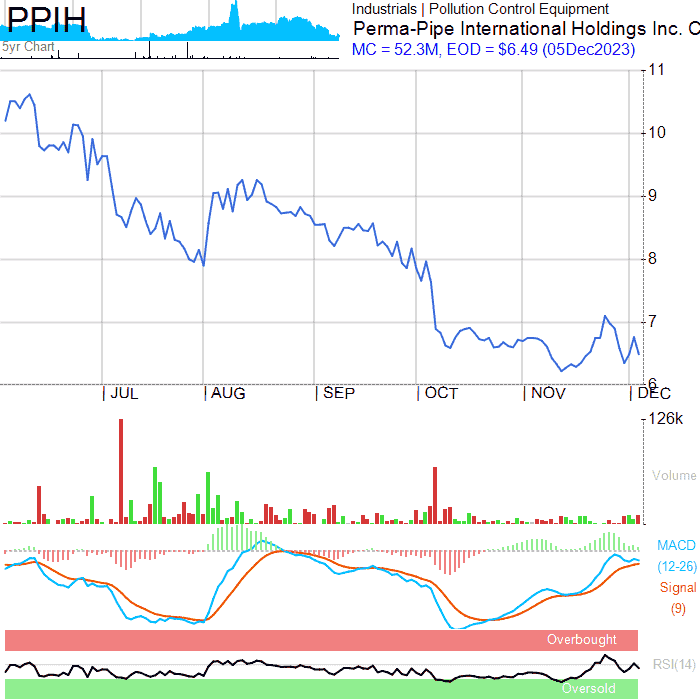 PPIH
5yr Chart
Industrials | Pollution Control Equipment
Perma-Pipe International Holdings Inc. C
MC = 52.3M, EOD = $6.49 (05Dec2023)
11
10
9
8
7
6
JUL
AUG
SEP
OCT
NOV
DEC
126k
Volume
MACD
(12-26)
Signal
(9)
Overbought
RSI(14)
Oversold